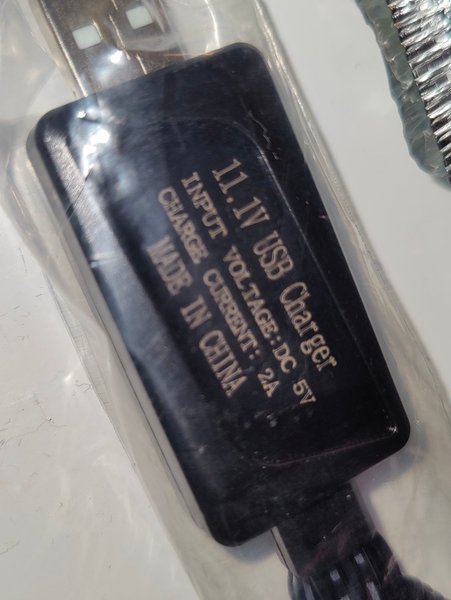 11.1V USB Charger
INPUT VOLTAGE:DC 5V
CHARGE CURRENT: 2A
MADE IN CHINA